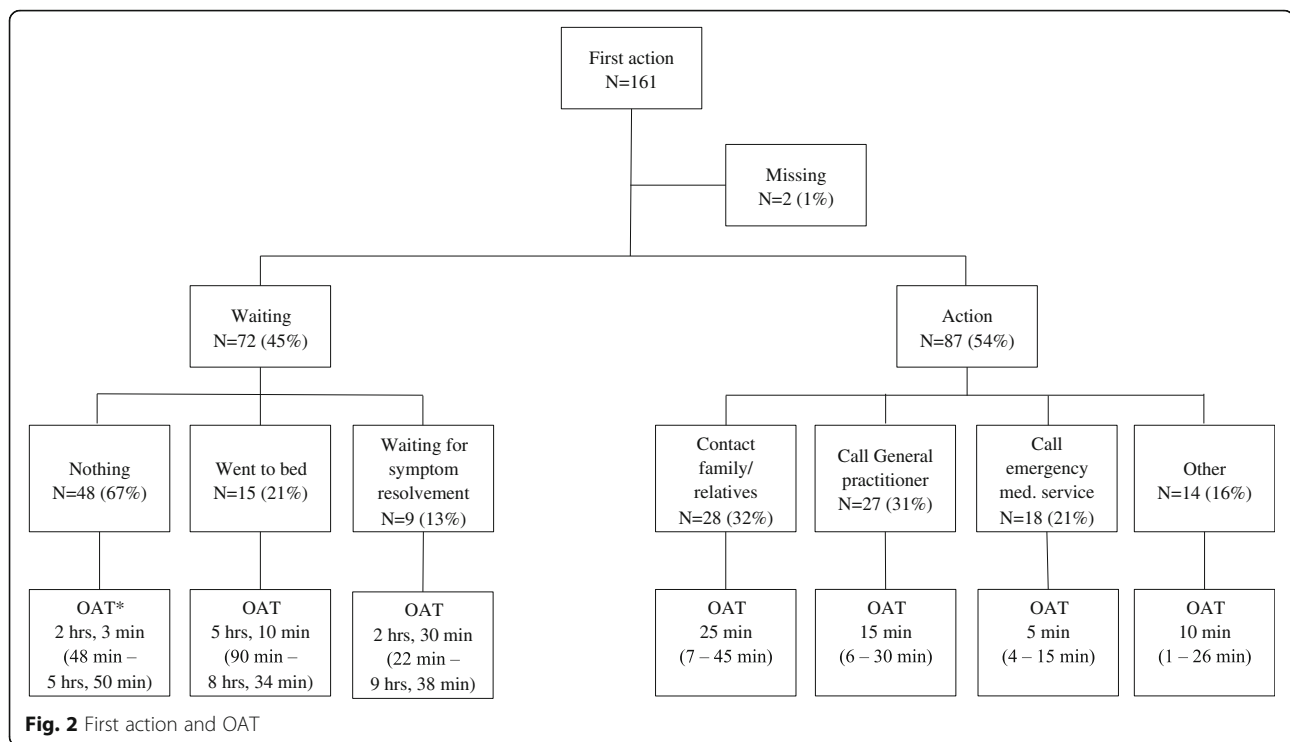 First action
N=161
Missing
N=2 (1%)
Waiting
N=72 (45%)
Action
N=87 (54%)
Nothing
N=48 (67%)
Went to bed
N=15 (21%)
Waiting for
symptom
resolvement
N=9 (13%)
Contact
family/
relatives
N=28 (32%)
Call General
practitioner
N=27 (31%)
Call
emergency
med. service
N=18 (21%)
Other
N=14 (16%)
OAT*
2 hrs, 3 min
(48 min –
5 hrs, 50 min)
OAT
5 hrs, 10 min
(90 min –
8 hrs, 34 min)
OAT
2 hrs, 30 min
(22 min –
9 hrs, 38 min)
OAT
25 min
(7 – 45 min)
OAT
15 min
(6 – 30 min)
OAT
5 min
(4 – 15 min)
OAT
10 min
(1 – 26 min)
Fig. 2 First action and OAT